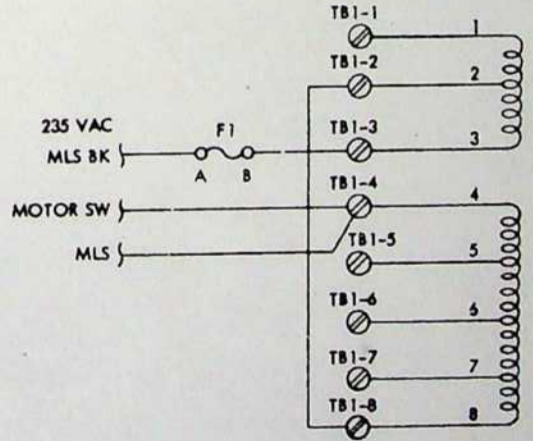 TB1-1
1
TB1-2
2
235 VAC
F1
TB1-3
MLS BK
3
A B
TB1-4
MOTOR SW
4
TB1-5
MLS
5
TB1-6
6
TB1-7
7
TB1-8
8